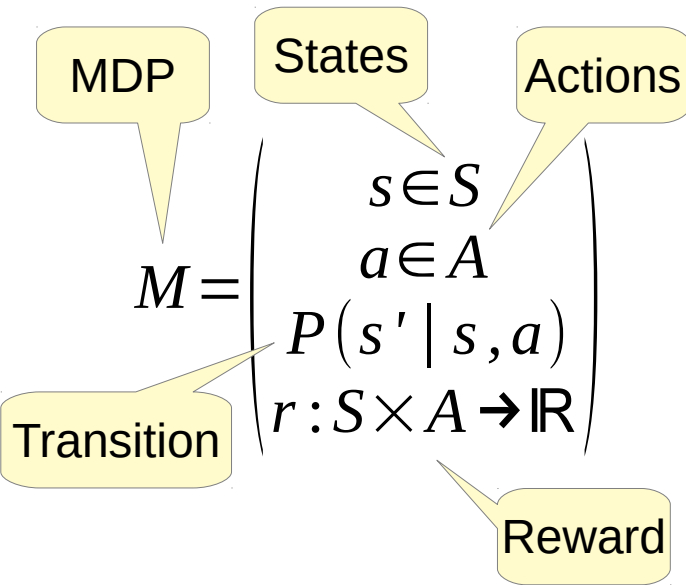 States
MDP
Actions
s∈S
a∈A
M=
P(s'|s,a)
r:S×A→ℝ
Transition
Reward